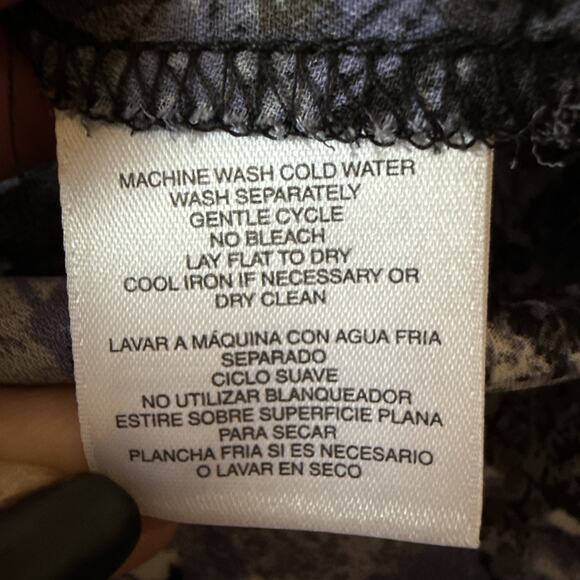 MACHINE WASH COLD WATER
WASH SEPARATELY
GENTLE CYCLE
NO BLEACH
LAY FLAT TO DRY
COOL IRON IF NECESSARY OR
DRY CLEAN
LAVAR A MÁQUINA CON AGUA FRIA
SEPARADO
CICLO SUAVE
NO UTILIZAR BLANQUEADOR
ESTIRE SOBRE SUPERFICIE PLANA
PARA SECAR
PLANCHA FRIA SI ES NECESARIO
O LAVAR EN SECO